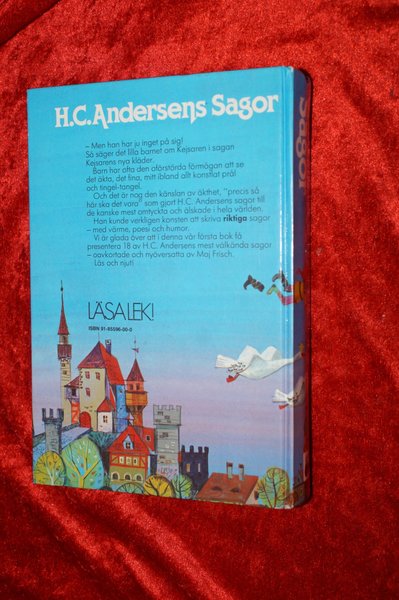 H.C.Andersens Sagor
– Men han har ju inget på sig!
Så säger det lilla barnet om Kejsaren i sagan
Kejsarens nya kläder.
Barn har ofta den oförstörda förmågan att se
det äkta, det fina, mitt ibland allt konstlat prål
och tingel-tangel.
Och det är nog den känslan av äkthet, "precis så
här ska det vara" som gjort H.C. Andersens sagor till
de kanske mest omtyckta och älskade i hela världen.
Han kunde verkligen konsten att skriva riktiga sagor
– med värme, poesi och humor.
Vi är glada över att i denna vår första bok få
presentera 18 av H.C. Andersens mest välkända sagor
– oavkortade och nyöversatta av Maj Frisch.
Läs och njut!
LÄSALEK!
ISBN 91-85596-00-0
Sagor